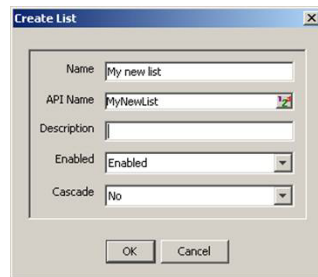 Create List
Name My new list
API Name MyNewList
Description
Enabled Enabled
Cascade No
OK Cancel